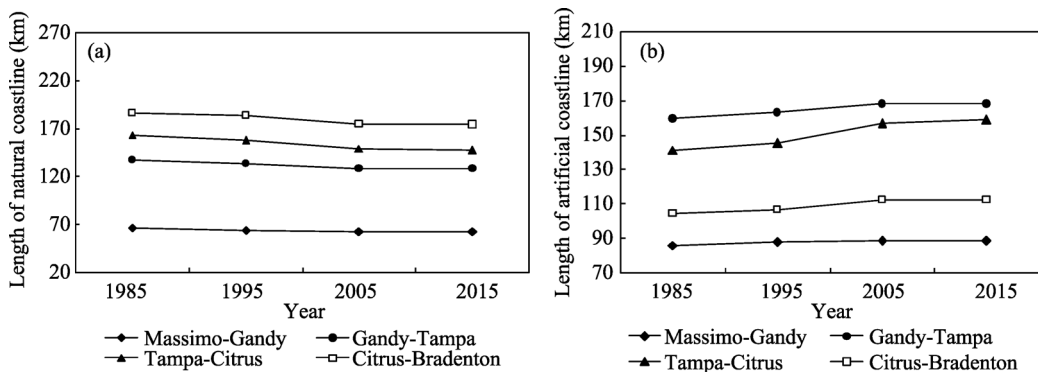 (a)
Length of natural coastline (km)
270
220
170
120
70
20
1985 1995 2005 2015
Year
Massimo-Gandy Gandy-Tampa
Tampa-Citrus Citrus-Bradenton
(b)
Length of artificial coastline (km)
210
190
170
150
130
110
90
70
1985 1995 2005 2015
Year
Massimo-Gandy Gandy-Tampa
Tampa-Citrus Citrus-Bradenton